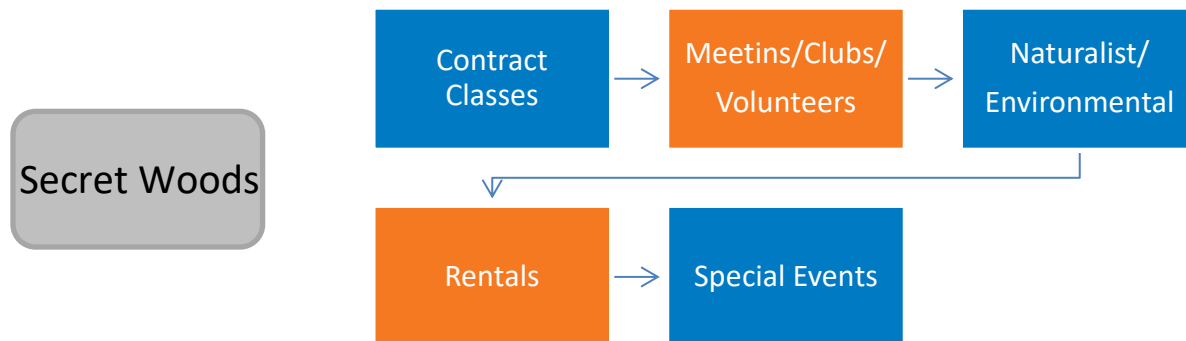 Secret Woods
Contract
Classes
Meetins/Clubs/
Volunteers
Naturalist/
Environmental
Rentals
Special Events